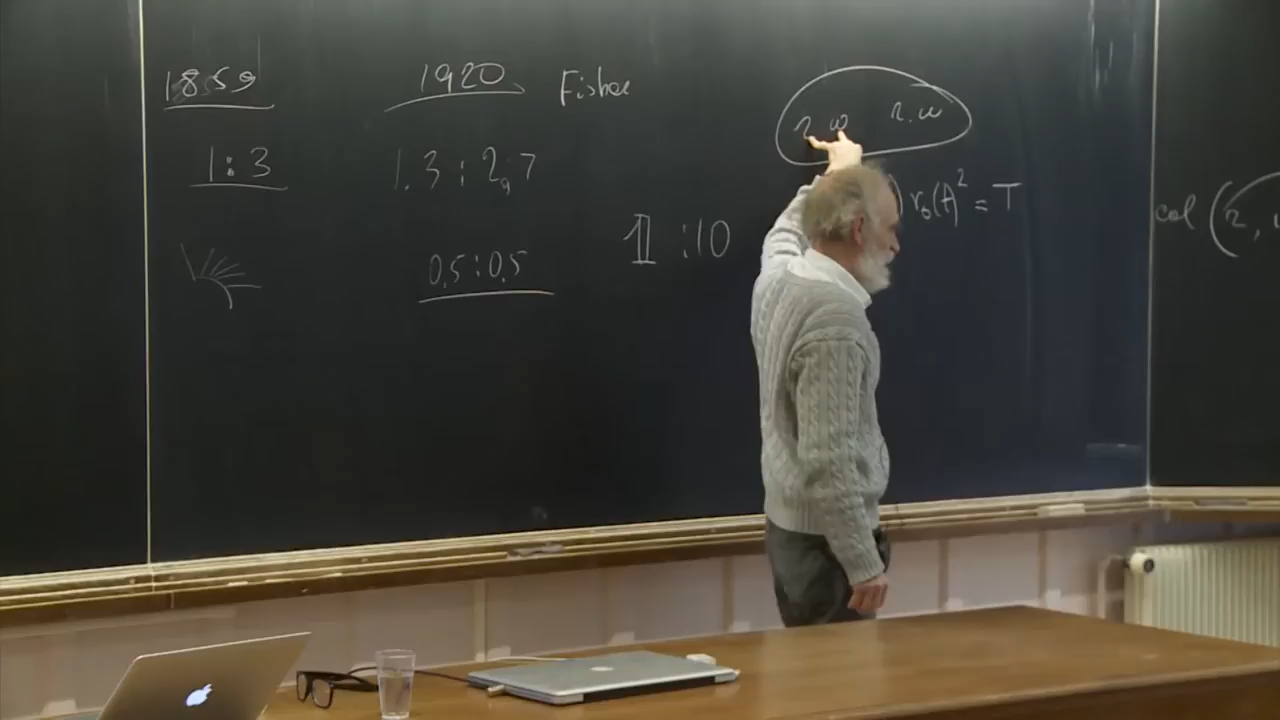 1859
1:3
1920
1.3:2,7
0,5:0,5
Fisher
1:10
r. w
) r₀(t)² = T
col (